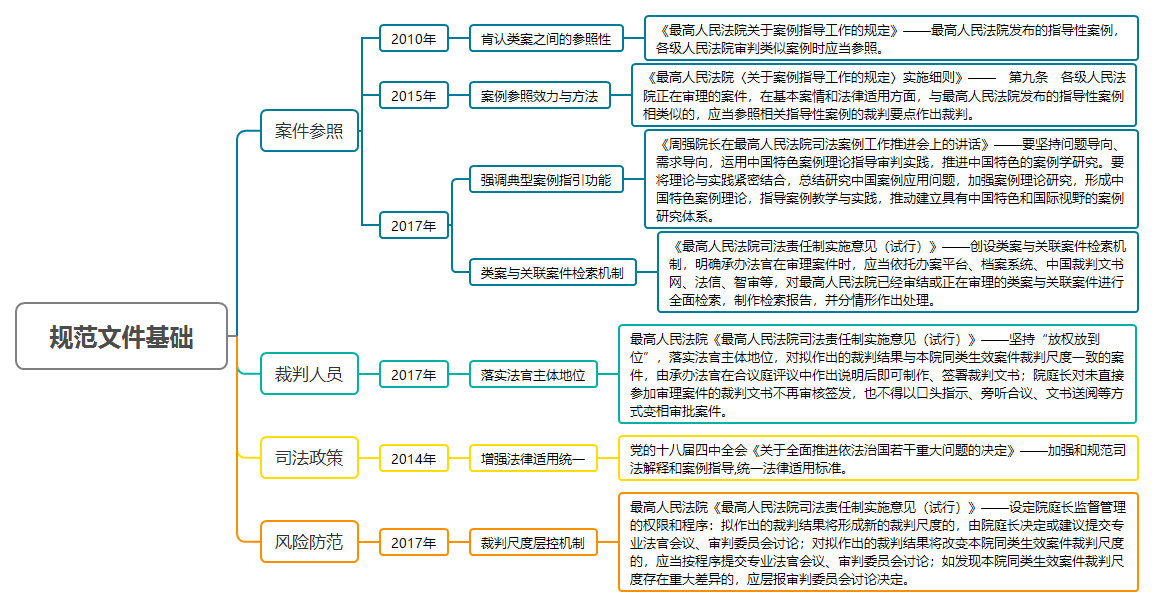 规范文件基础
案件参照
2010年
肯认类案之间的参照性
《最高人民法院关于案例指导工作的规定》——最高人民法院发布的指导性案例，
各级人民法院审判类似案例时应当参照。
2015年
案例参照效力与方法
《最高人民法院〈关于案例指导工作的规定〉实施细则》—— 第九条 各级人民法
院正在审理的案件，在基本案情和法律适用方面，与最高人民法院发布的指导性案例
相类似的，应当参照相关指导性案例的裁判要点作出裁判。
2017年
强调典型案例指引功能
《周强院长在最高人民法院司法案例工作推进会上的讲话》——要坚持问题导向、
需求导向，运用中国特色案例理论指导审判实践，推进中国特色的案例学研究。要
将理论与实践紧密结合，总结研究中国案例应用问题，加强案例理论研究，形成中
国特色案例理论，指导案例教学与实践，推动建立具有中国特色和国际视野的案例
研究体系。
类案与关联案件检索机制
《最高人民法院司法责任制实施意见（试行）》——创设类案与关联案件检索机
制，明确承办法官在审理案件时，应当依托办案平台、档案系统、中国裁判文书
网、法信、智审等，对最高人民法院已经审结或正在审理的类案与关联案件进行
全面检索，制作检索报告，并分情形作出处理。
裁判人员
2017年
落实法官主体地位
最高人民法院《最高人民法院司法责任制实施意见（试行）》——坚持“放权放到
位”，落实法官主体地位，对拟作出的裁判结果与本院同类生效案件裁判尺度一致的案
件，由承办法官在合议庭评议中作出说明后即可制作、签署裁判文书；院庭长对未直接
参加审理案件的裁判文书不再审核签发，也不得以口头指示、旁听合议、文书送阅等方
式变相审批案件。
司法政策
2014年
增强法律适用统一
党的十八届四中全会《关于全面推进依法治国若干重大问题的决定》——加强和规范司
法解释和案例指导,统一法律适用标准。
风险防范
2017年
裁判尺度层控机制
最高人民法院《最高人民法院司法责任制实施意见（试行）》——设定院庭长监督管理
的权限和程序：拟作出的裁判结果将形成新的裁判尺度的，由院庭长决定或建议提交专
业法官会议、审判委员会讨论；对拟作出的裁判结果将改变本院同类生效案件裁判尺度
的，应当按程序提交专业法官会议、审判委员会讨论；如发现本院同类生效案件裁判尺
度存在重大差异的，应层报审判委员会讨论决定。